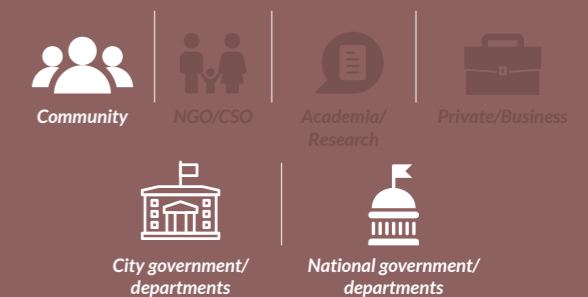 Community
NGO/CSO
Academia/
Research
Private/Business
City government/
departments
National government/
departments